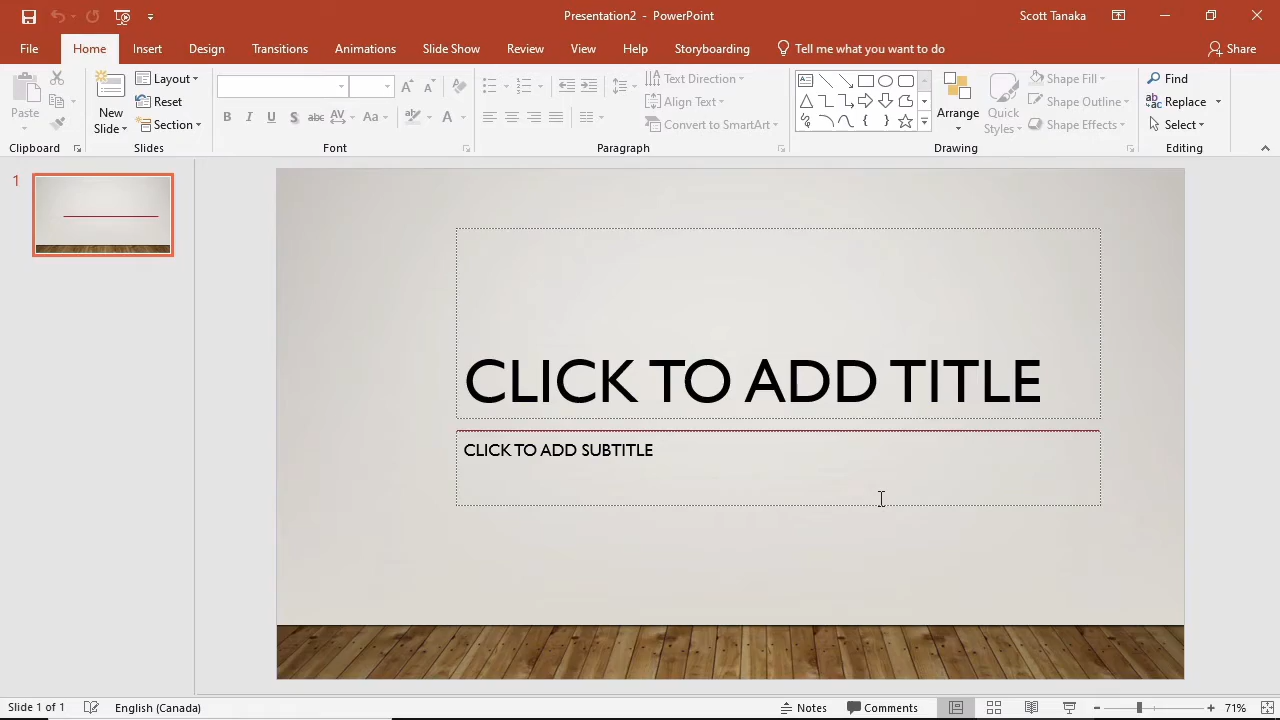 Presentation2 - PowerPoint
Scott Tanaka
File Home Insert Design Transitions Animations Slide Show Review View Help Storyboarding Tell me what you want to do Share
Paste
Clipboard
New
Slide
Layout
Reset
Section
Slides
B I U S abc AV Aa A
Font
Text Direction
Align Text
Convert to SmartArt
Paragraph
Arrange
Quick
Styles
Shape Fill
Shape Outline
Shape Effects
Drawing
Find
Replace
Select
Editing
1
CLICK TO ADD TITLE
CLICK TO ADD SUBTITLE
Slide 1 of 1 English (Canada) Notes Comments 71%